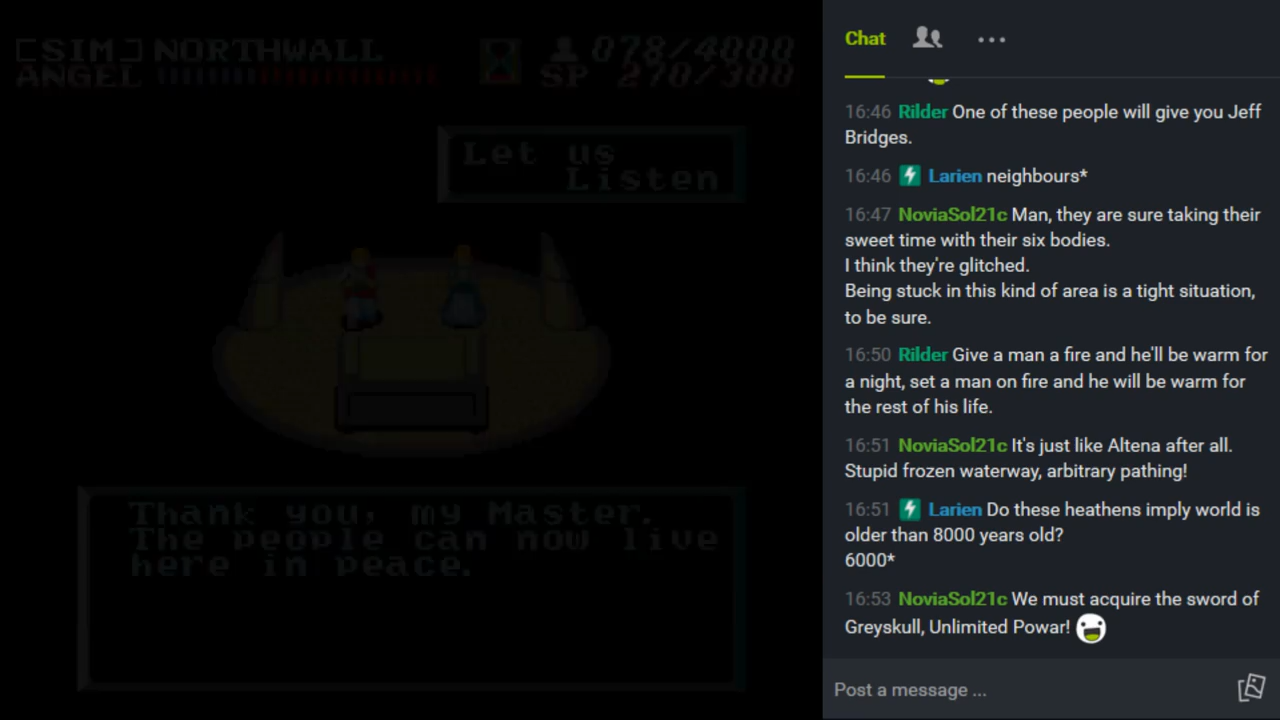 [SIM] NORTHWALL
078/4000
ANGEL
SP 270/300
Let us
Listen
Thank you, my Master.
The people can now live
here in peace.
Chat
16:46 Rilder One of these people will give you Jeff
Bridges.
16:46 Larien neighbours*
16:47 NoviaSol21c Man, they are sure taking their
sweet time with their six bodies.
I think they're glitched.
Being stuck in this kind of area is a tight situation,
to be sure.
16:50 Rilder Give a man a fire and he'll be warm for
a night, set a man on fire and he will be warm for
the rest of his life.
16:51 NoviaSol21c It's just like Altena after all.
Stupid frozen waterway, arbitrary pathing!
16:51 Larien Do these heathens imply world is
older than 8000 years old?
6000*
16:53 NoviaSol21c We must acquire the sword of
Greyskull, Unlimited Powar!
Post a message ...